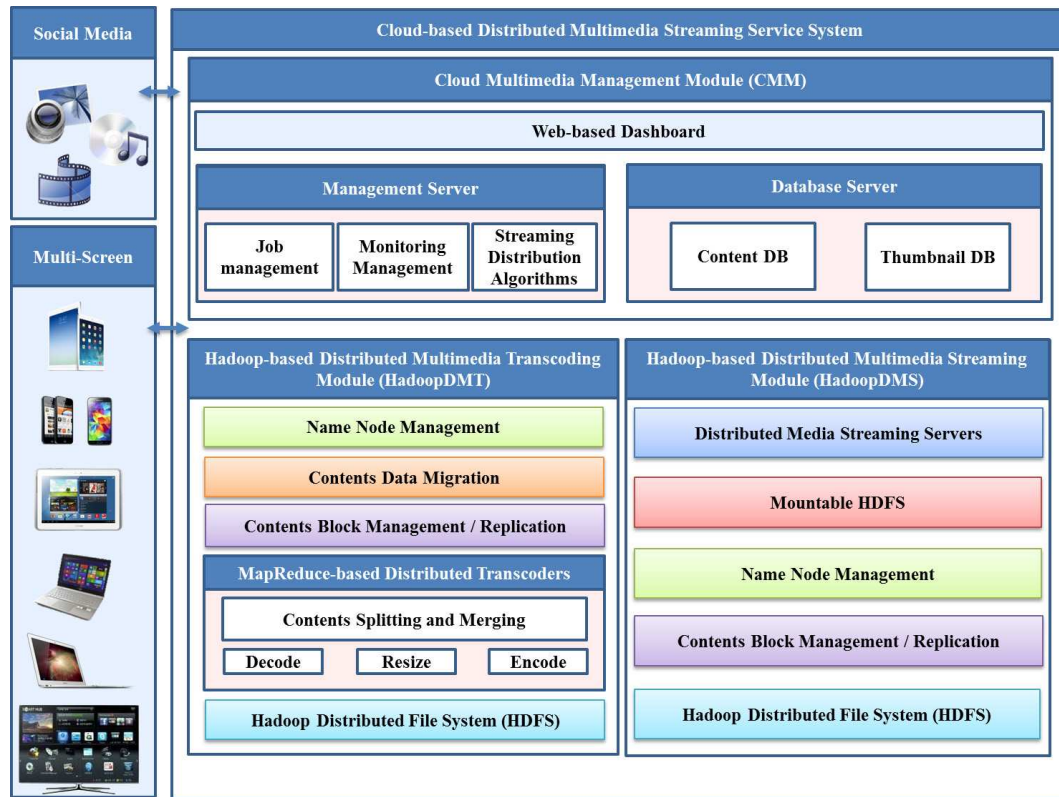 Social Media
Multi-Screen
Cloud-based Distributed Multimedia Streaming Service System
Cloud Multimedia Management Module (CMM)
Web-based Dashboard
Management Server
Job
management
Monitoring
Management
Streaming
Distribution
Algorithms
Database Server
Content DB
Thumbnail DB
Hadoop-based Distributed Multimedia Transcoding
Module (HadoopDMT)
Name Node Management
Contents Data Migration
Contents Block Management / Replication
MapReduce-based Distributed Transcoders
Contents Splitting and Merging
Decode
Resize
Encode
Hadoop Distributed File System (HDFS)
Hadoop-based Distributed Multimedia Streaming
Module (HadoopDMS)
Distributed Media Streaming Servers
Mountable HDFS
Name Node Management
Contents Block Management / Replication
Hadoop Distributed File System (HDFS)